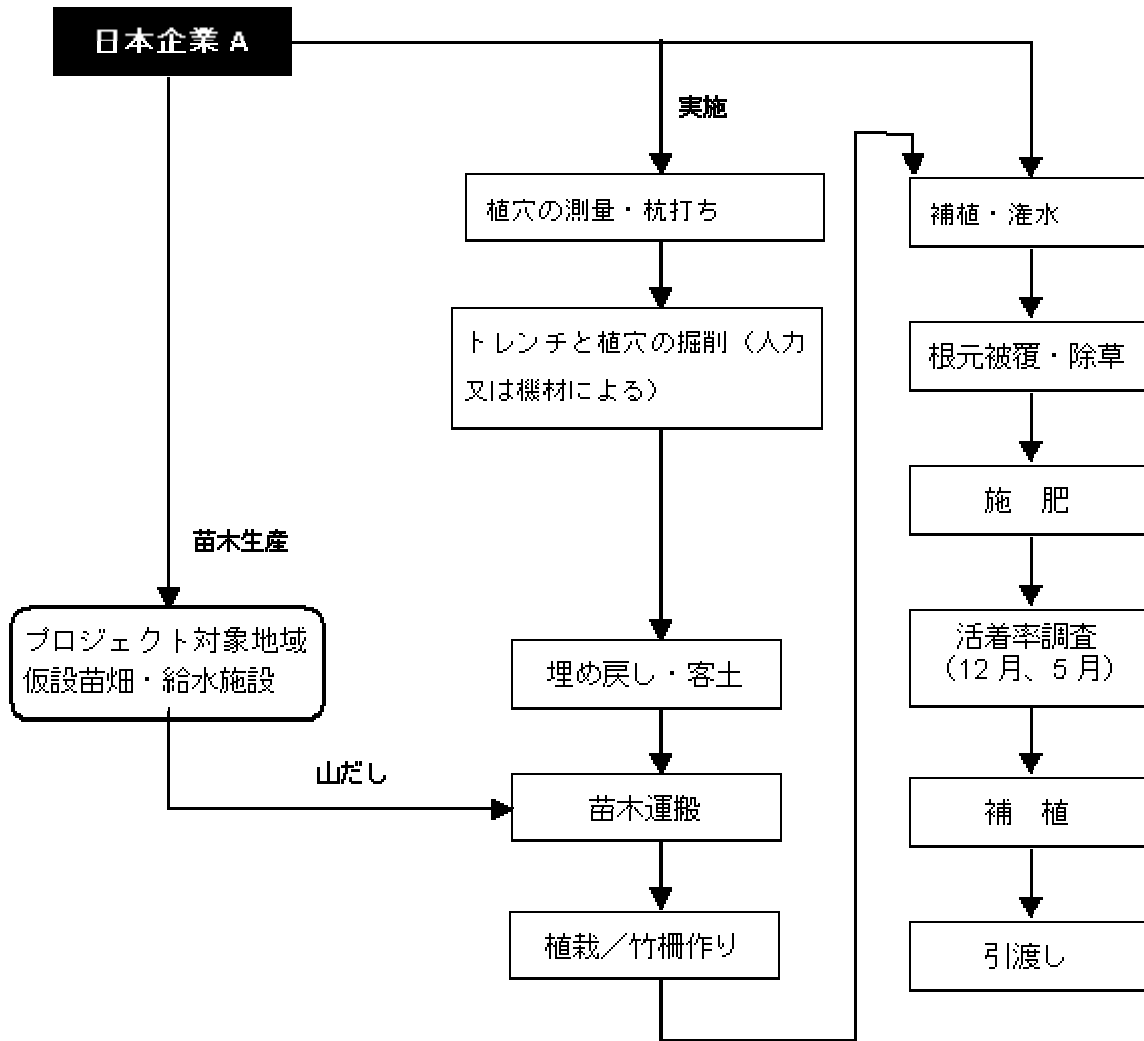 日本企業 A
実施
植穴の測量・杭打ち
トレンチと植穴の掘削（人力
又は機材による）
苗木生産
プロジェクト対象地域
仮設苗畑・給水施設
山だし
埋め戻し・客土
苗木運搬
植栽／竹柵作り
補植・潅水
根元被覆・除草
施　肥
活着率調査
（12 月、5 月）
補　植
引渡し